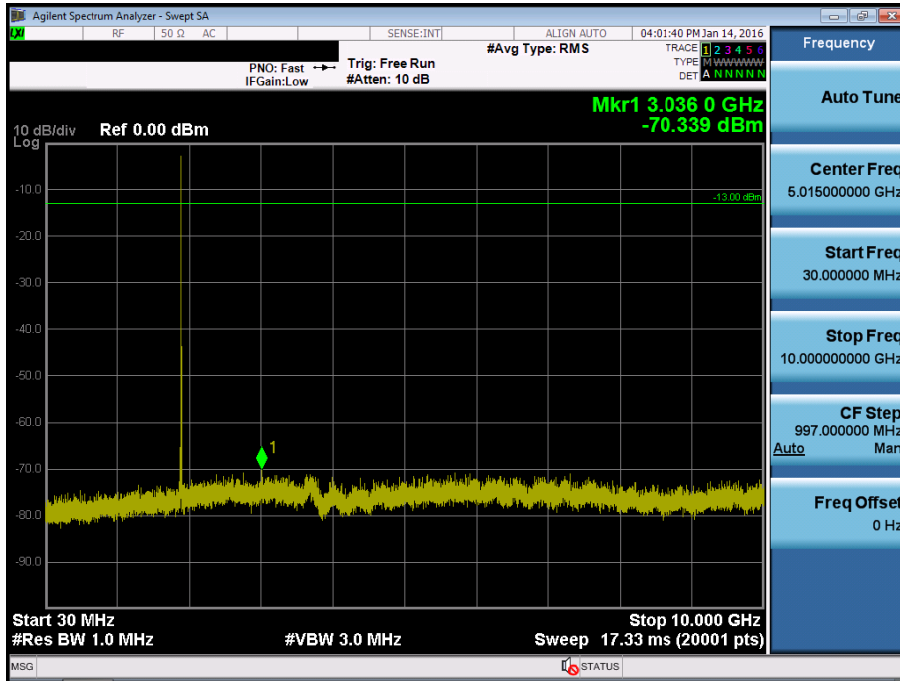 Agilent Spectrum Analyzer - Swept SA
LXI RF 50 Ω AC SENSE:INT ALIGN AUTO 04:01:40 PM Jan 14, 2016
PNO: Fast
IFGain:Low
Trig: Free Run
#Atten: 10 dB
#Avg Type: RMS
TRACE 1 2 3 4 5 6
TYPE M WWWWW
DET A N N N N N
Mkr1 3.036 0 GHz
-70.339 dBm
10 dB/div Ref 0.00 dBm
Log
-10.0
-13.00 dBm
-20.0
-30.0
-40.0
-50.0
-60.0
1
-70.0
-80.0
-90.0
Start 30 MHz Stop 10.000 GHz
#Res BW 1.0 MHz #VBW 3.0 MHz Sweep 17.33 ms (20001 pts)
MSG STATUS
Frequency
Auto Tune
Center Freq
5.015000000 GHz
Start Freq
30.000000 MHz
Stop Freq
10.000000000 GHz
CF Step
997.000000 MHz
Auto Man
Freq Offset
0 Hz